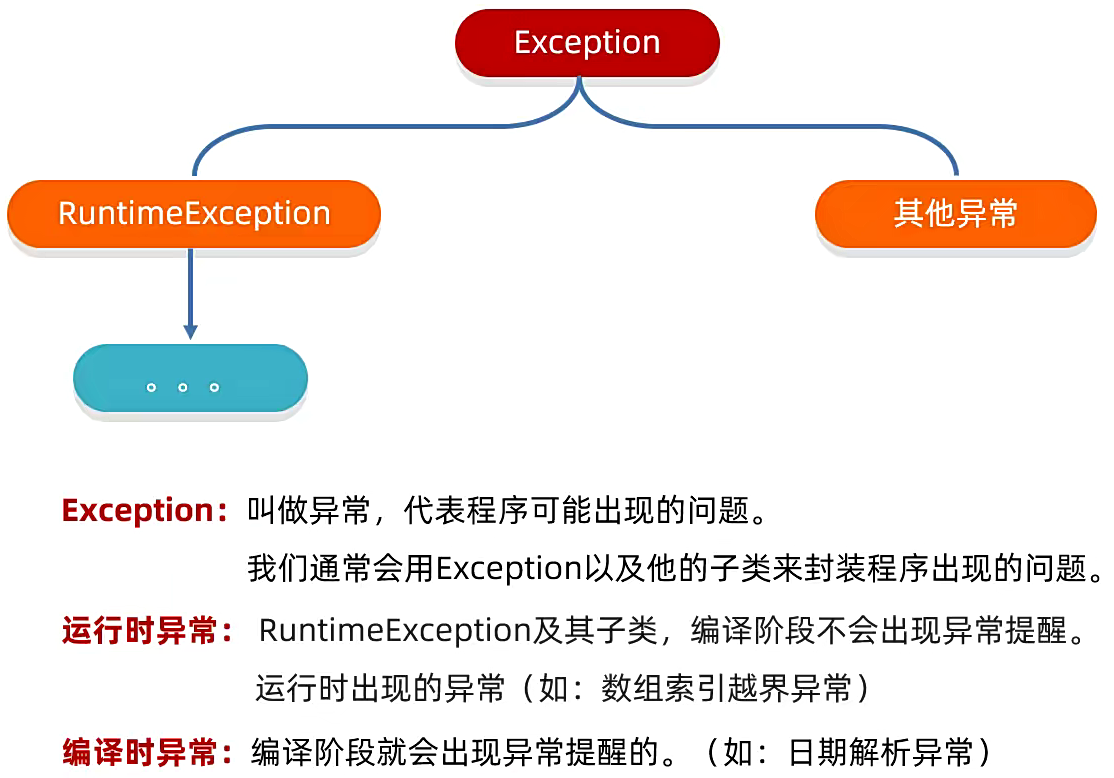 Exception
RuntimeException
其他异常
。。。
Exception：叫做异常，代表程序可能出现的问题。
我们通常会用Exception以及他的子类来封装程序出现的问题。
运行时异常： RuntimeException及其子类，编译阶段不会出现异常提醒。
运行时出现的异常（如：数组索引越界异常）
编译时异常：编译阶段就会出现异常提醒的。（如：日期解析异常）